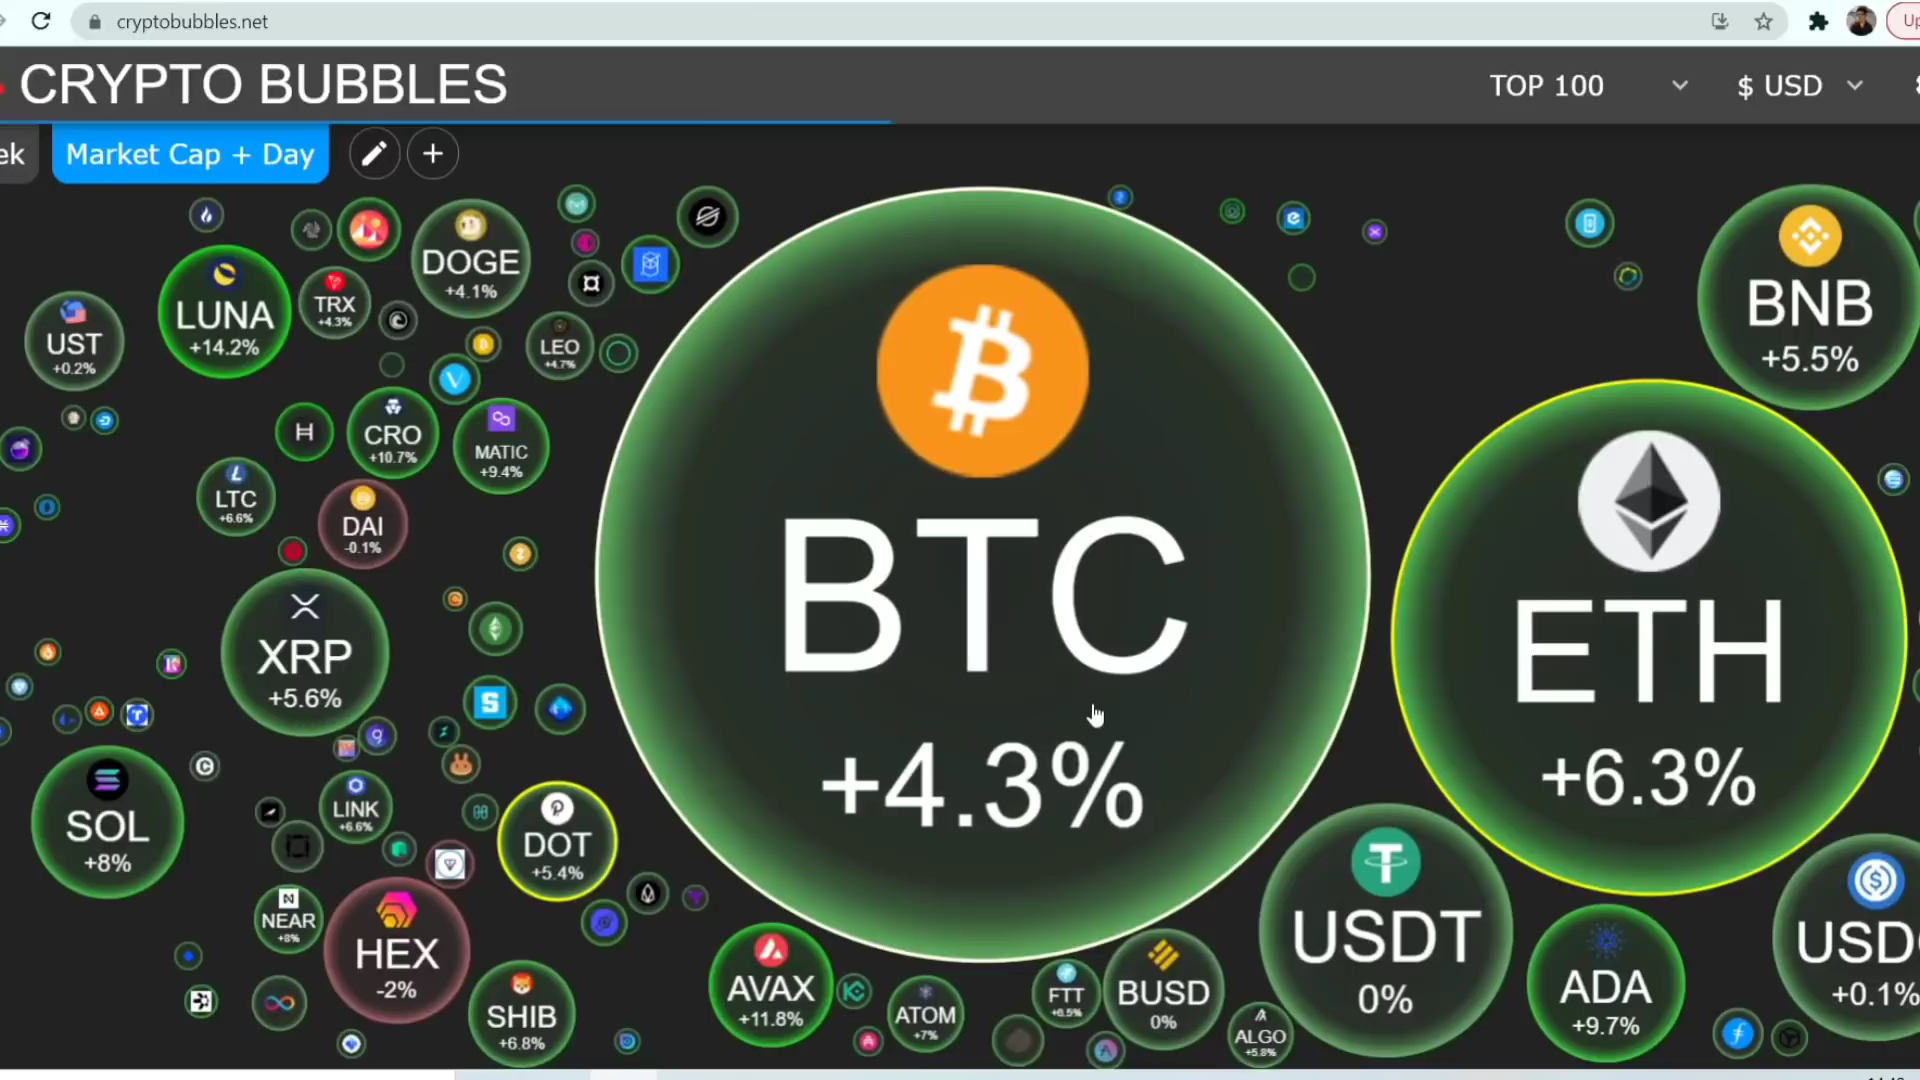 cryptobubbles.net
Up
CRYPTO BUBBLES
TOP 100
$ USD
ek
Market Cap + Day
DOGE
+4.1%
LUNA
+14.2%
TRX
+4.3%
UST
+0.2%
LEO
+4.7%
BNB
+5.5%
H
CRO
+10.7%
MATIC
+9.4%
LTC
+6.6%
DAI
-0.1%
BTC
+4.3%
ETH
+6.3%
XRP
+5.6%
SOL
+8%
LINK
+6.6%
DOT
+5.4%
NEAR
+8%
HEX
-2%
SHIB
+6.8%
AVAX
+11.8%
ATOM
+7%
FTT
+6.5%
BUSD
0%
ALGO
+5.8%
USDT
0%
ADA
+9.7%
USD
+0.1%